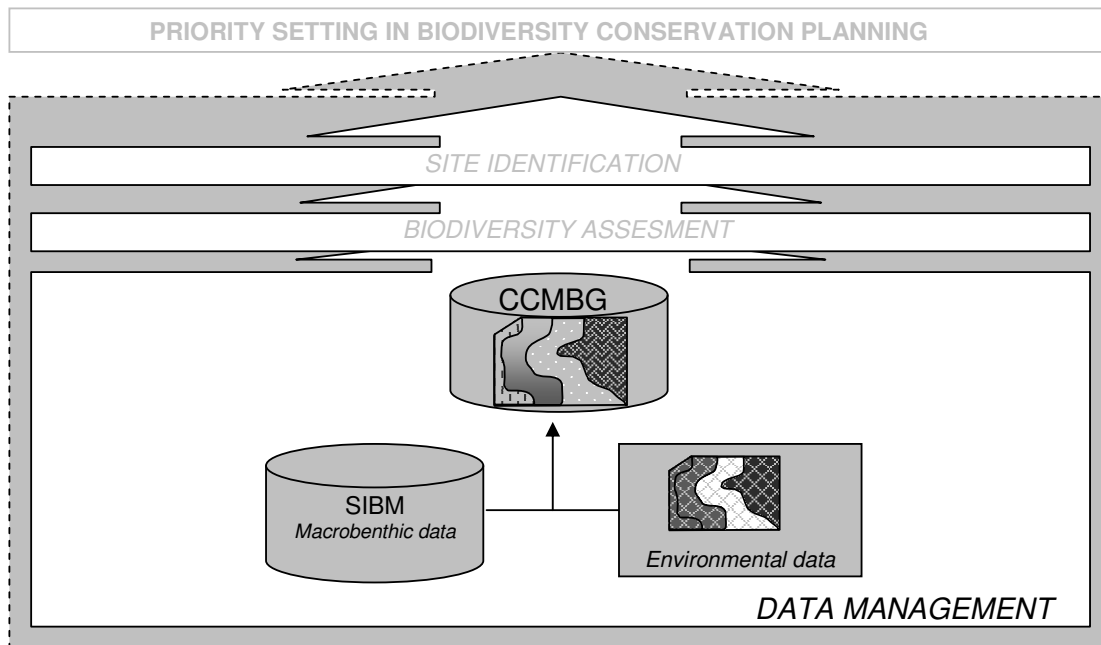 PRIORITY SETTING IN BIODIVERSITY CONSERVATION PLANNING
SITE IDENTIFICATION
BIODIVERSITY ASSESMENT
CCMBG
SIBM
Macrobenthic data
Environmental data
DATA MANAGEMENT